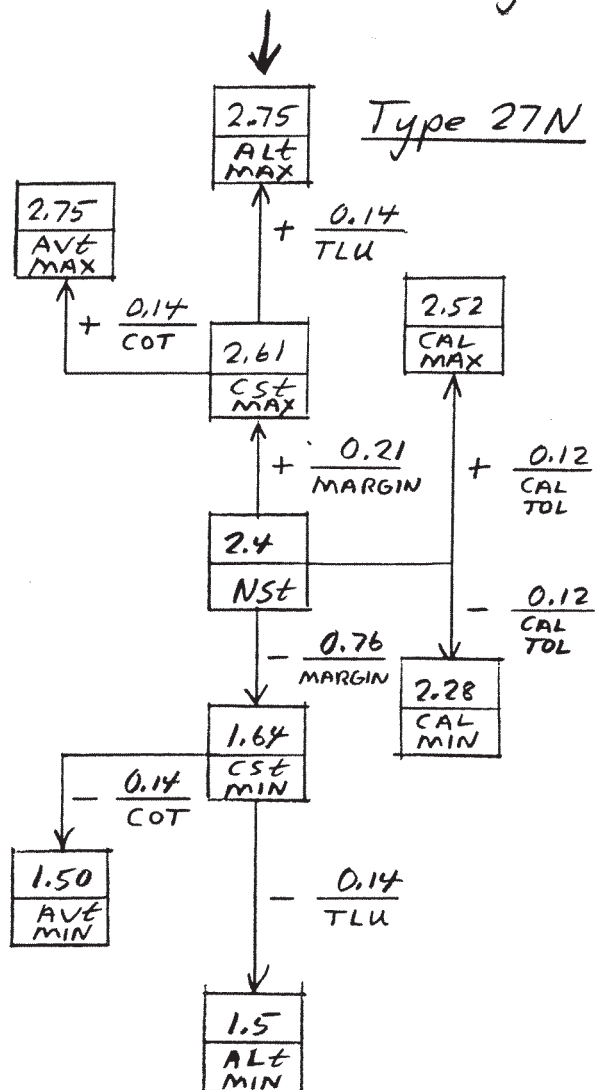 2.75
ALt
MAX
Type 27N
2.75
AVt
MAX
+ 0.14
TLU
+ 0.14
COT
2.52
CAL
MAX
2.61
CSt
MAX
+ 0.21
MARGIN
+ 0.12
CAL
TOL
2.4
NSt
- 0.12
CAL
TOL
- 0.76
MARGIN
2.28
CAL
MIN
1.64
CSt
MIN
- 0.14
COT
1.50
AVt
MIN
- 0.14
TLU
1.5
ALt
MIN